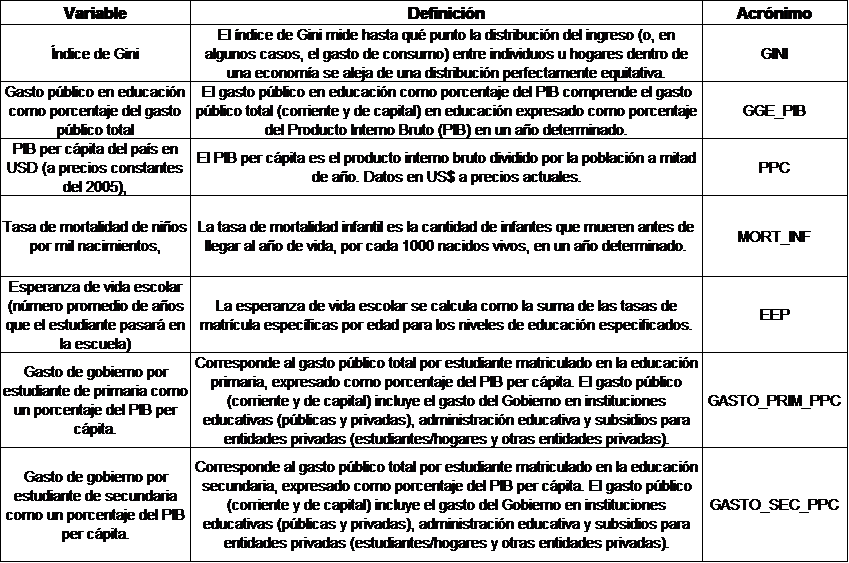 Variable
Definición
Acrónimo
Índice de Gini
El índice de Gini mide hasta qué punto la distribución del ingreso (o, en
algunos casos, el gasto de consumo) entre individuos u hogares dentro de
una economía se aleja de una distribución perfectamente equitativa.
GINI
Gasto público en educación
como porcentaje del gasto
público total
El gasto público en educación como porcentaje del PIB comprende el gasto
público total (corriente y de capital) en educación expresado como porcentaje
del Producto Interno Bruto (PIB) en un año determinado.
GGE_PIB
PIB per cápita del país en
USD (a precios constantes
del 2005),
El PIB per cápita es el producto interno bruto dividido por la población a mitad
de año. Datos en US$ a precios actuales.
PPC
Tasa de mortalidad de niños
por mil nacimientos,
La tasa de mortalidad infantil es la cantidad de infantes que mueren antes de
llegar al año de vida, por cada 1000 nacidos vivos, en un año determinado.
MORT_INF
Esperanza de vida escolar
(número promedio de años
que el estudiante pasará en
la escuela)
La esperanza de vida escolar se calcula como la suma de las tasas de
matrícula específicas por edad para los niveles de educación especificados.
EEP
Gasto de gobierno por
estudiante de primaria como
un porcentaje del PIB per
cápita.
Corresponde al gasto público total por estudiante matriculado en la educación
primaria, expresado como porcentaje del PIB per cápita. El gasto público
(corriente y de capital) incluye el gasto del Gobierno en instituciones
educativas (públicas y privadas), administración educativa y subsidios para
entidades privadas (estudiantes/hogares y otras entidades privadas).
GASTO_PRIM_PPC
Gasto de gobierno por
estudiante de secundaria
como un porcentaje del PIB
per cápita.
Corresponde al gasto público total por estudiante matriculado en la educación
secundaria, expresado como porcentaje del PIB per cápita. El gasto público
(corriente y de capital) incluye el gasto del Gobierno en instituciones
educativas (públicas y privadas), administración educativa y subsidios para
entidades privadas (estudiantes/hogares y otras entidades privadas).
GASTO_SEC_PPC